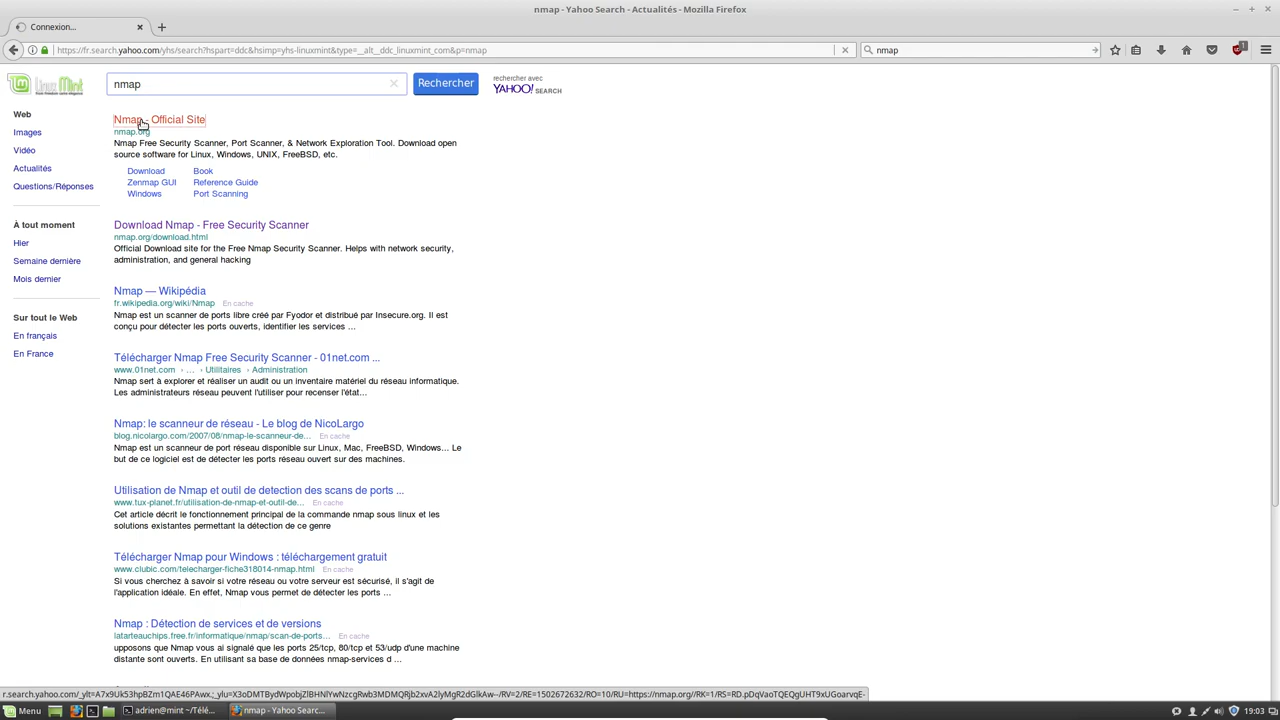 nmap - Yahoo Search - Actualités - Mozilla Firefox
Connexion...
https://fr.search.yahoo.com/yhs/search?hspart=ddc&hsimp=yhs-linuxmint&type=__alt__ddc_linuxmint_com&p=nmap
nmap
1
Linux Mint
nmap
Rechercher
rechercher avec
YAHOO! SEARCH
Web
Images
Vidéo
Actualités
Questions/Réponses
À tout moment
Hier
Semaine dernière
Mois dernier
Sur tout le Web
En français
En France
Nmap - Official Site
nmap.org
Nmap Free Security Scanner, Port Scanner, & Network Exploration Tool. Download open
source software for Linux, Windows, UNIX, FreeBSD, etc.
Download Book
Zenmap GUI Reference Guide
Windows Port Scanning
Download Nmap - Free Security Scanner
nmap.org/download.html
Official Download site for the Free Nmap Security Scanner. Helps with network security,
administration, and general hacking
Nmap — Wikipédia
fr.wikipedia.org/wiki/Nmap En cache
Nmap est un scanner de ports libre créé par Fyodor et distribué par Insecure.org. Il est
conçu pour détecter les ports ouverts, identifier les services ...
Télécharger Nmap Free Security Scanner - 01net.com ...
www.01net.com › ... › Utilitaires › Administration
Nmap sert à explorer et réaliser un audit ou un inventaire matériel du réseau informatique.
Les administrateurs réseau peuvent l'utiliser pour recenser l'état...
Nmap: le scanneur de réseau - Le blog de NicoLargo
blog.nicolargo.com/2007/08/nmap-le-scanneur-de... En cache
Nmap est un scanneur de port réseau disponible sur Linux, Mac, FreeBSD, Windows... Le
but de ce logiciel est de détecter les ports réseau ouvert sur des machines.
Utilisation de Nmap et outil de detection des scans de ports ...
www.tux-planet.fr/utilisation-de-nmap-et-outil-de... En cache
Cet article décrit le fonctionnement principal de la commande nmap sous linux et les
solutions existantes permettant la détection de ce genre
Télécharger Nmap pour Windows : téléchargement gratuit
www.clubic.com/telecharger-fiche318014-nmap.html En cache
Si vous cherchez à savoir si votre réseau ou votre serveur est sécurisé, il s'agit de
l'application idéale. En effet, Nmap vous permet de détecter les ports ...
Nmap : Détection de services et de versions
latarteauchips.free.fr/informatique/nmap/scan-de-ports... En cache
upposons que Nmap vous ai signalé que les ports 25/tcp, 80/tcp et 53/udp d'une machine
distante sont ouverts. En utilisant sa base de données nmap-services d ...
Menu
adrien@mint ~/Télé...
nmap - Yahoo Searc...
19:03